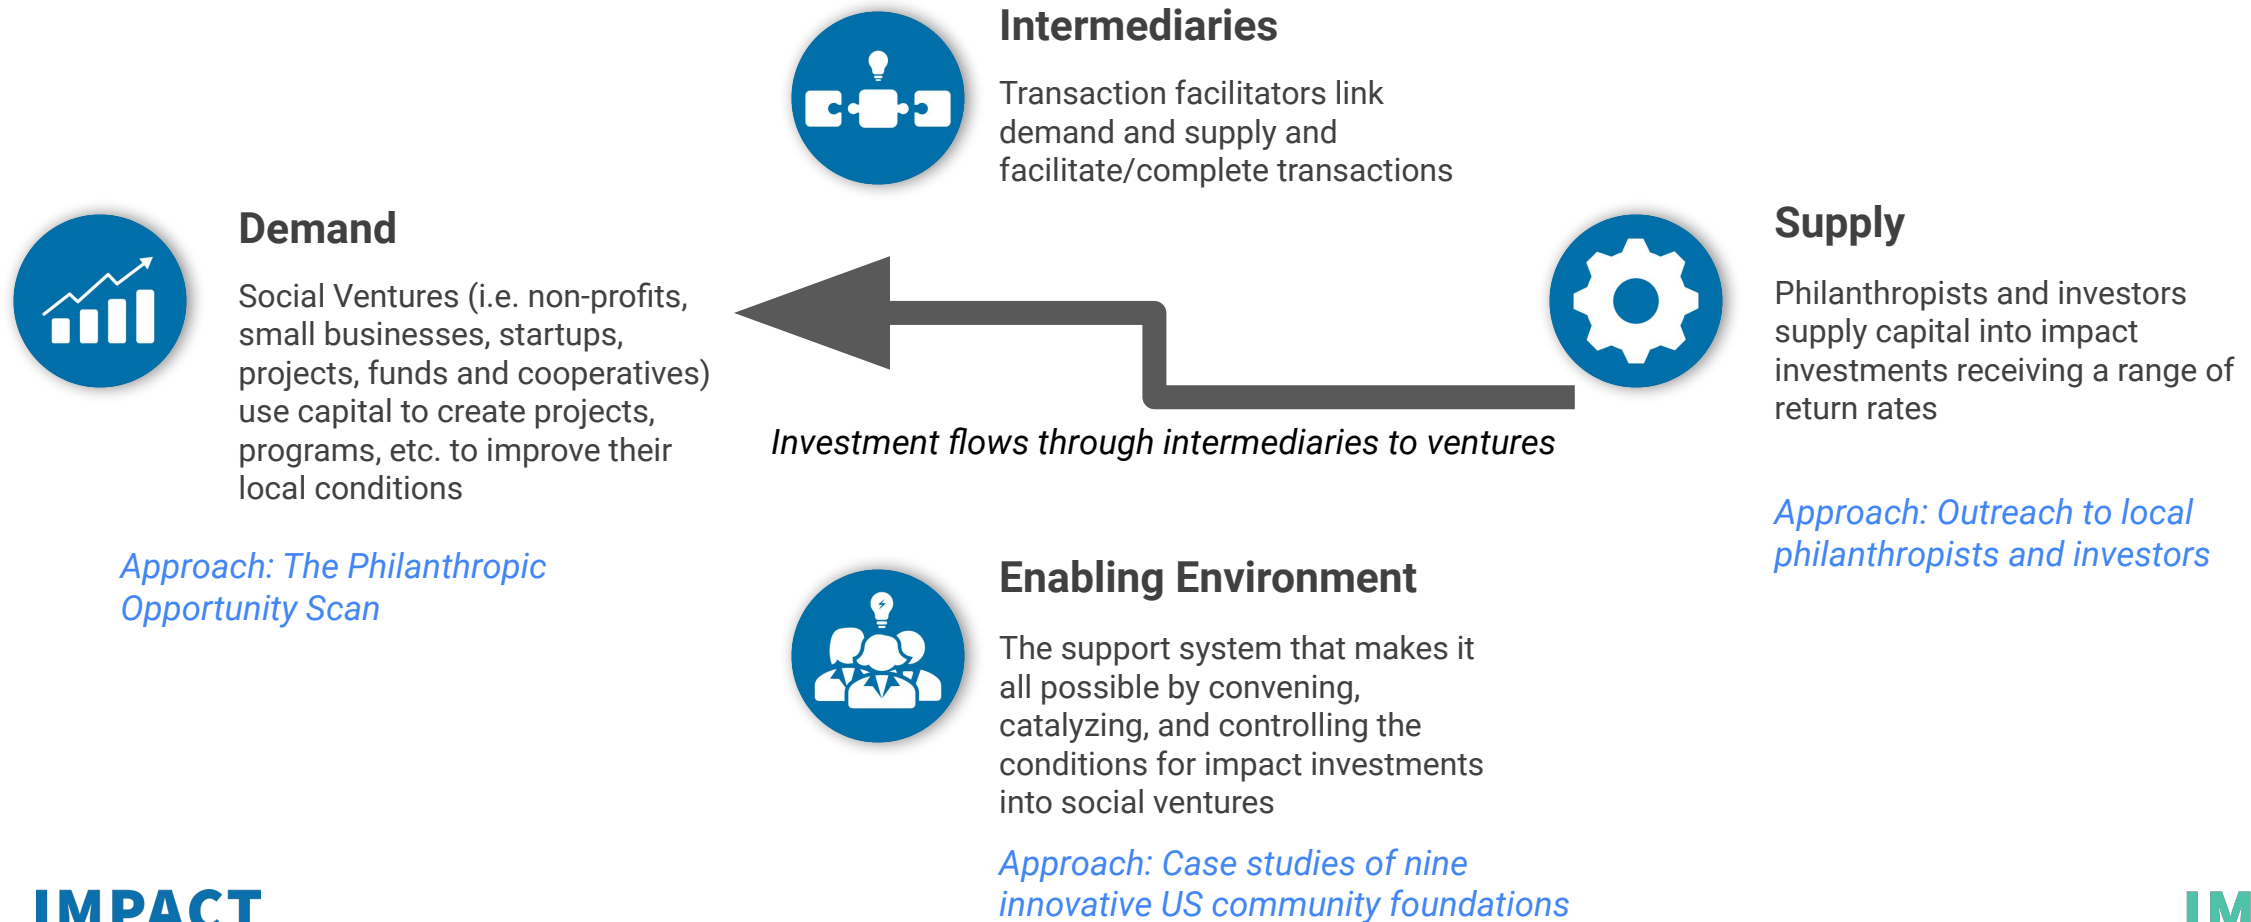 Intermediaries
Transaction facilitators link
demand and supply and
facilitate/complete transactions
Demand
Social Ventures (i.e. non-profits,
small businesses, startups,
projects, funds and cooperatives)
use capital to create projects,
programs, etc. to improve their
local conditions
Approach: The Philanthropic
Opportunity Scan
Investment flows through intermediaries to ventures
Supply
Philanthropists and investors
supply capital into impact
investments receiving a range of
return rates
Approach: Outreach to local
philanthropists and investors
Enabling Environment
The support system that makes it
all possible by convening,
catalyzing, and controlling the
conditions for impact investments
into social ventures
Approach: Case studies of nine
innovative US community foundations
IMPACT
IM